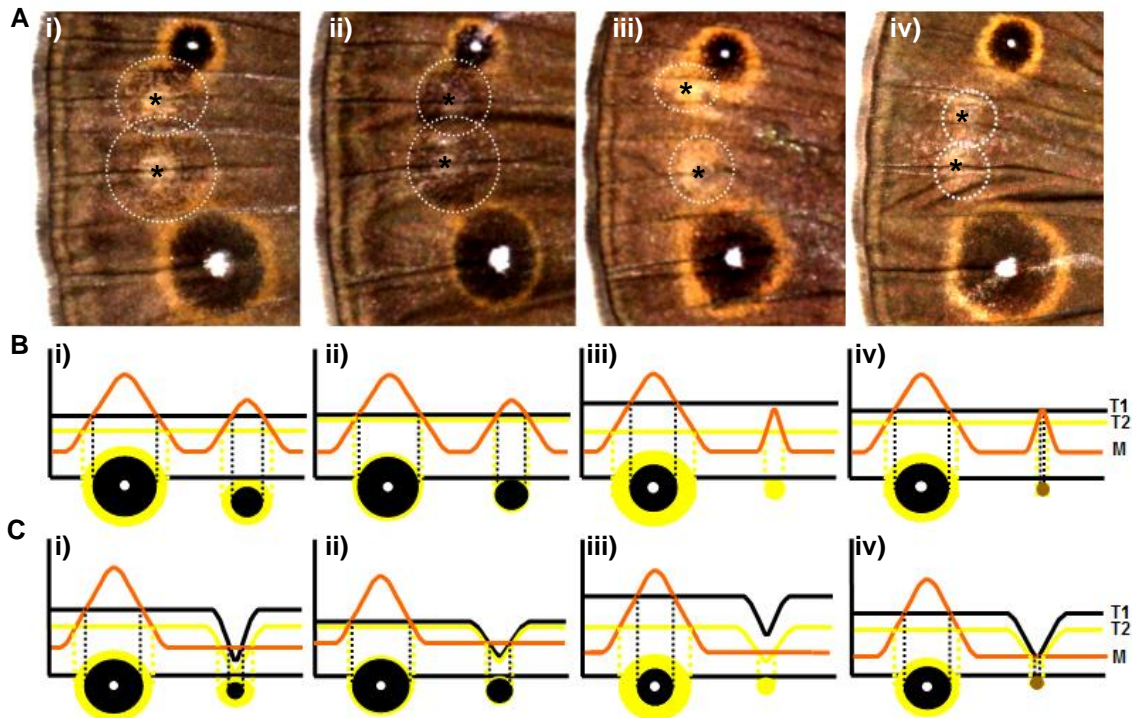 A
i) ii) iii) iv)
* * * *
* * * *
B
i) ii) iii) iv)
T1
T2
M
C
i) ii) iii) iv)
T1
T2
M